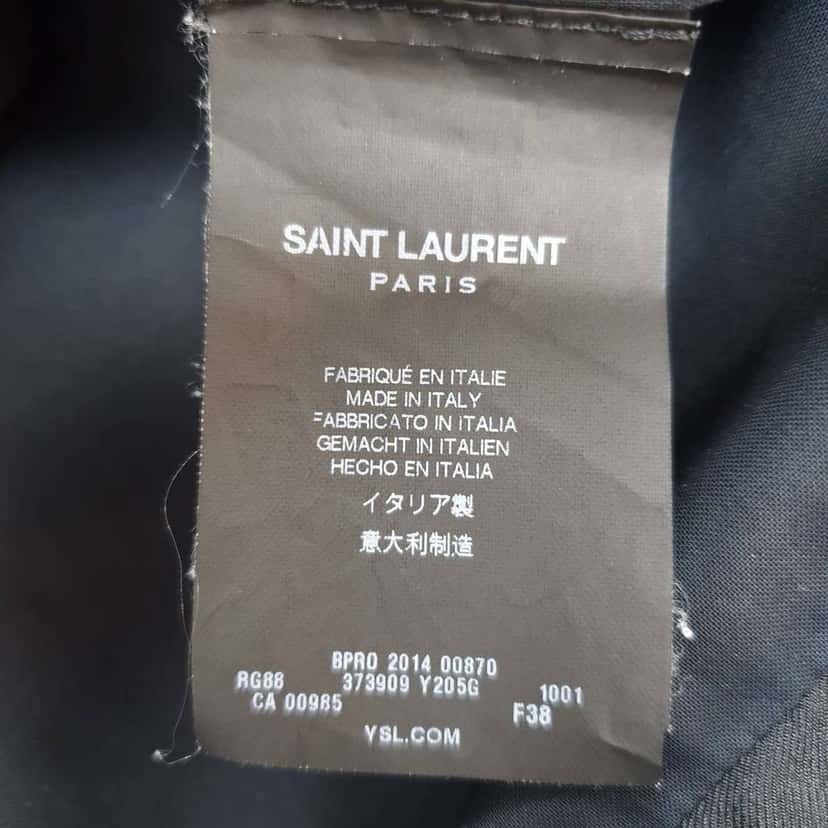 SAINT LAURENT
PARIS
FABRIQUÉ EN ITALIE
MADE IN ITALY
FABBRICATO IN ITALIA
GEMACHT IN ITALIEN
HECHO EN ITALIA
イタリア製
意大利制造
BPRO 2014 00870
RG88 373909 Y205G 1001
CA 00985 F38
YSL.COM